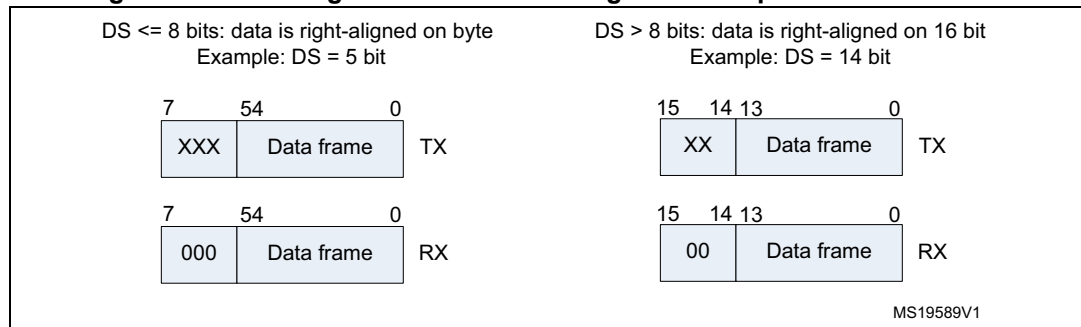 DS <= 8 bits: data is right-aligned on byte
Example: DS = 5 bit
DS > 8 bits: data is right-aligned on 16 bit
Example: DS = 14 bit
7 54 0
XXX Data frame TX
7 54 0
000 Data frame RX
15 14 13 0
XX Data frame TX
15 14 13 0
00 Data frame RX
MS19589V1